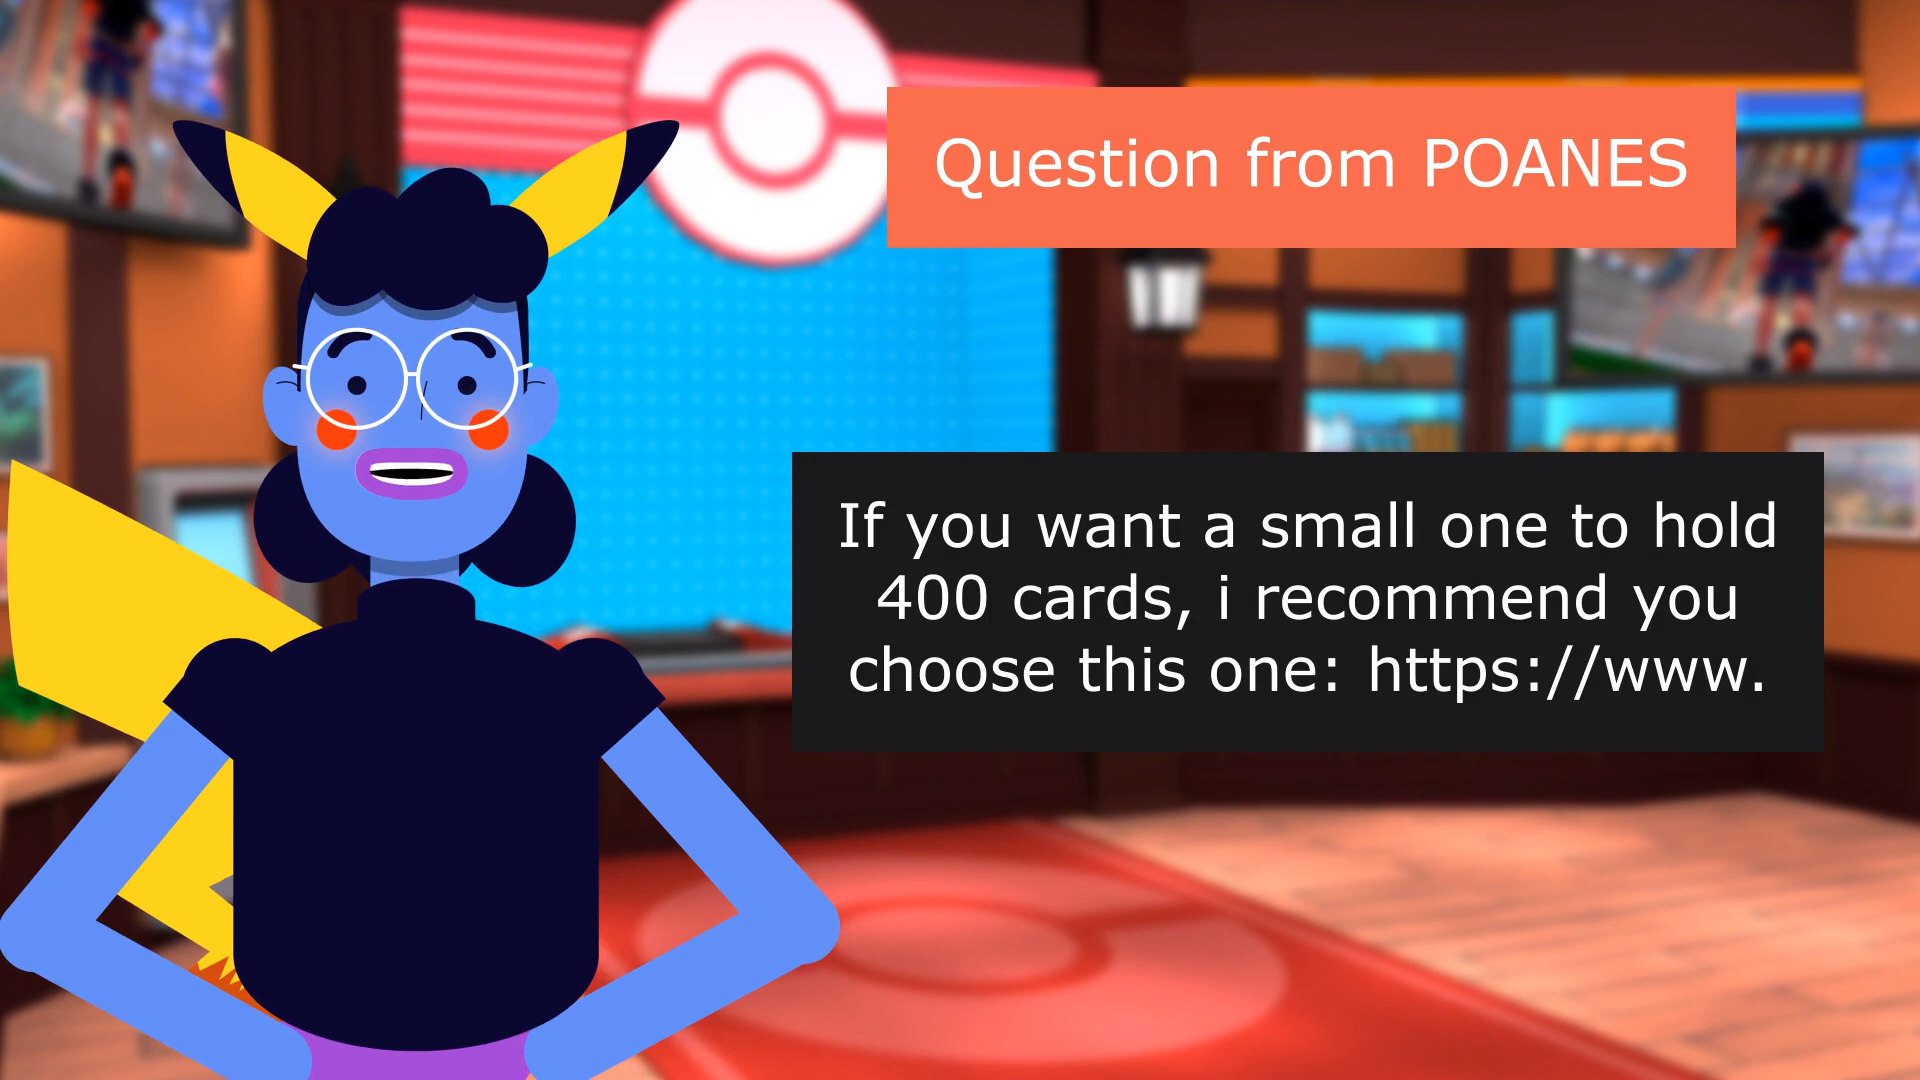 Question from POANES
If you want a small one to hold
400 cards, i recommend you
choose this one: https://www.